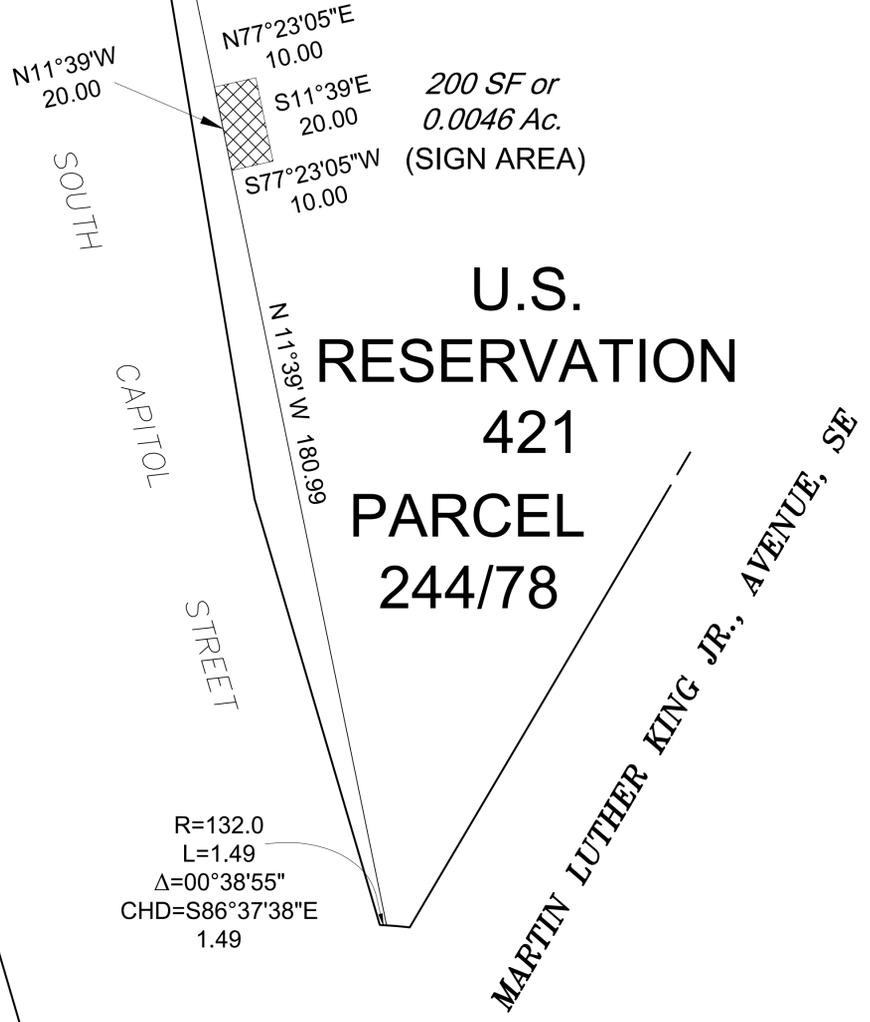 N77°23'05"E
10.00
N11°39'W
20.00
S11°39'E
20.00
200 SF or
0.0046 Ac.
(SIGN AREA)
S77°23'05"W
10.00
SOUTH
CAPITOL
STREET
N 11°39' W 180.99
U.S.
RESERVATION
421
PARCEL
244/78
MARTIN LUTHER KING JR., AVENUE, SE
R=132.0
L=1.49
Δ=00°38'55"
CHD=S86°37'38"E
1.49